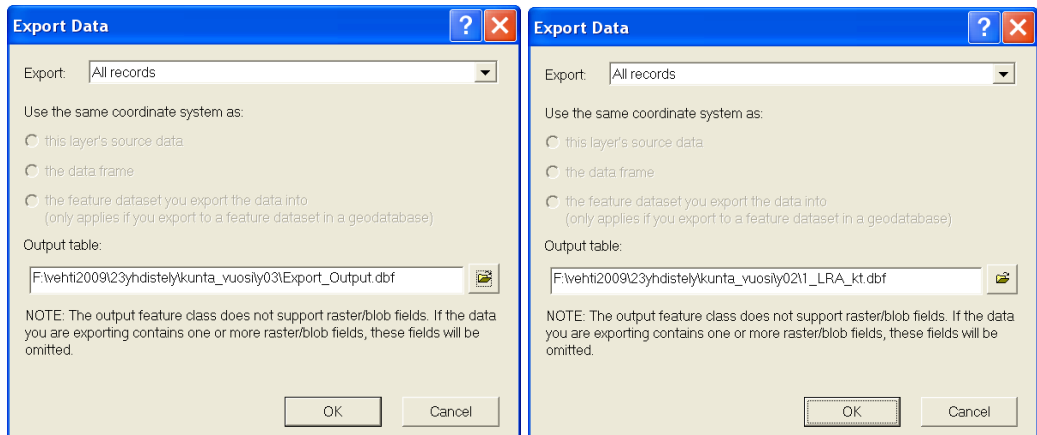 Export Data
Export: All records
Use the same coordinate system as:
this layer's source data
the data frame
the feature dataset you export the data into
(only applies if you export to a feature dataset in a geodatabase)
Output table:
F:\vehti2009\23yhdistely\kunta_vuosi\y03\Export_Output.dbf
NOTE: The output feature class does not support raster/blob fields. If the data
you are exporting contains one or more raster/blob fields, these fields will be
omitted.
OK Cancel
Export Data
Export: All records
Use the same coordinate system as:
this layer's source data
the data frame
the feature dataset you export the data into
(only applies if you export to a feature dataset in a geodatabase)
Output table:
F:\vehti2009\23yhdistely\kunta_vuosi\y02\1_LRA_kt.dbf
NOTE: The output feature class does not support raster/blob fields. If the data
you are exporting contains one or more raster/blob fields, these fields will be
omitted.
OK Cancel